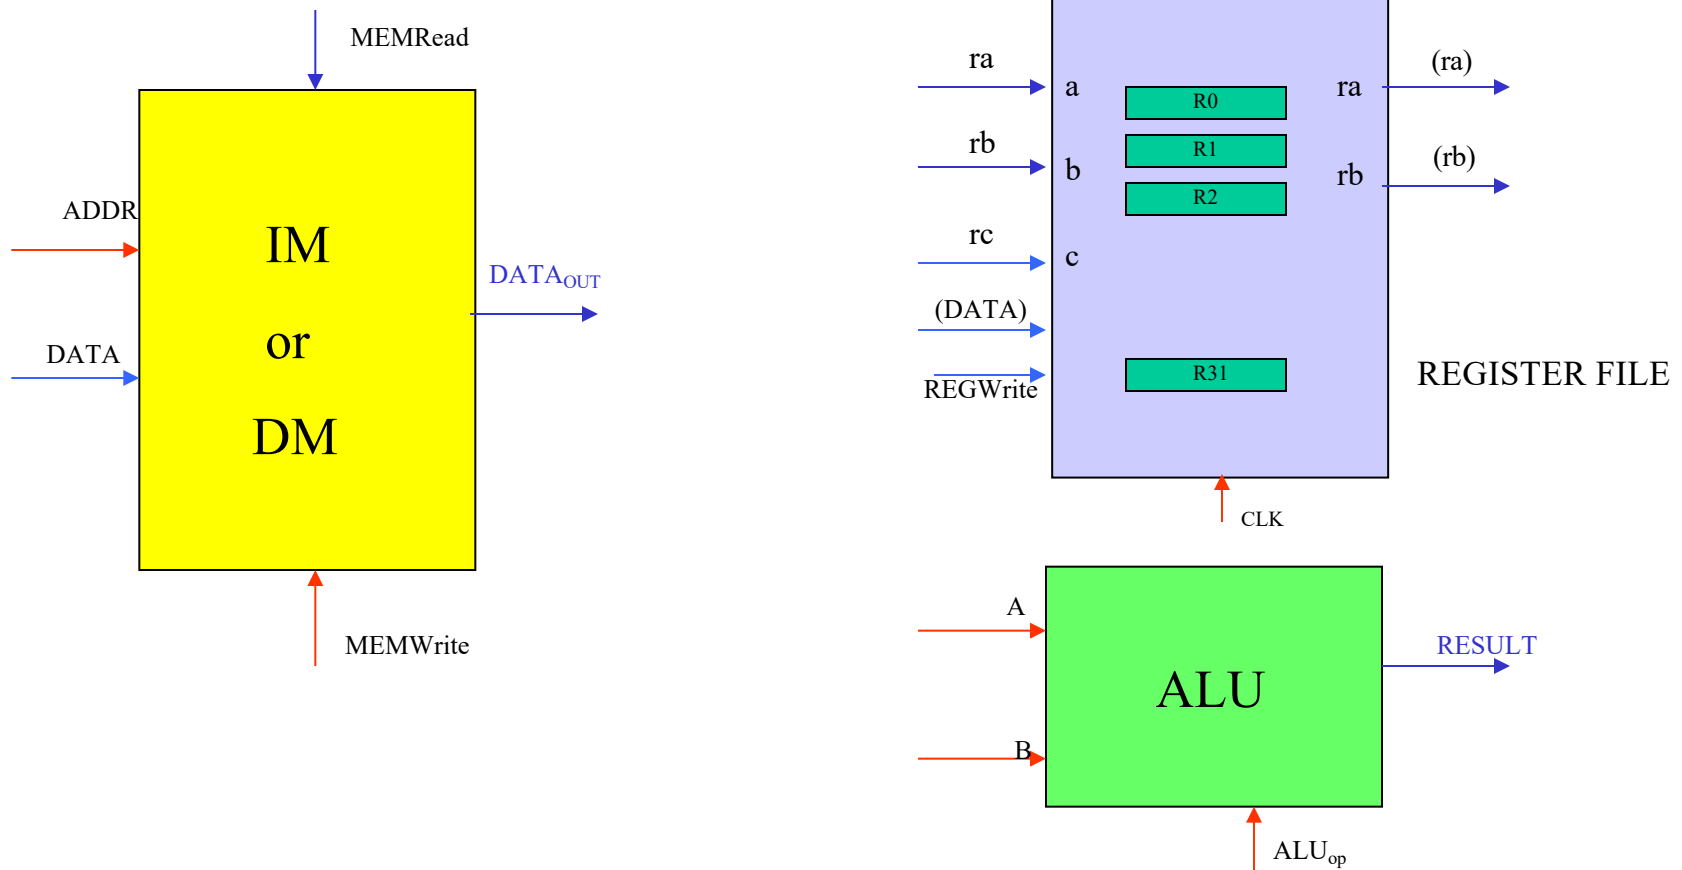 MEMRead
ADDR
IM
or
DM
DATA
DATAOUT
MEMWrite
ra
a
R0
ra
(ra)
rb
b
R1
R2
rb
(rb)
rc
c
(DATA)
REGWrite
R31
REGISTER FILE
CLK
A
B
ALU
RESULT
ALUop